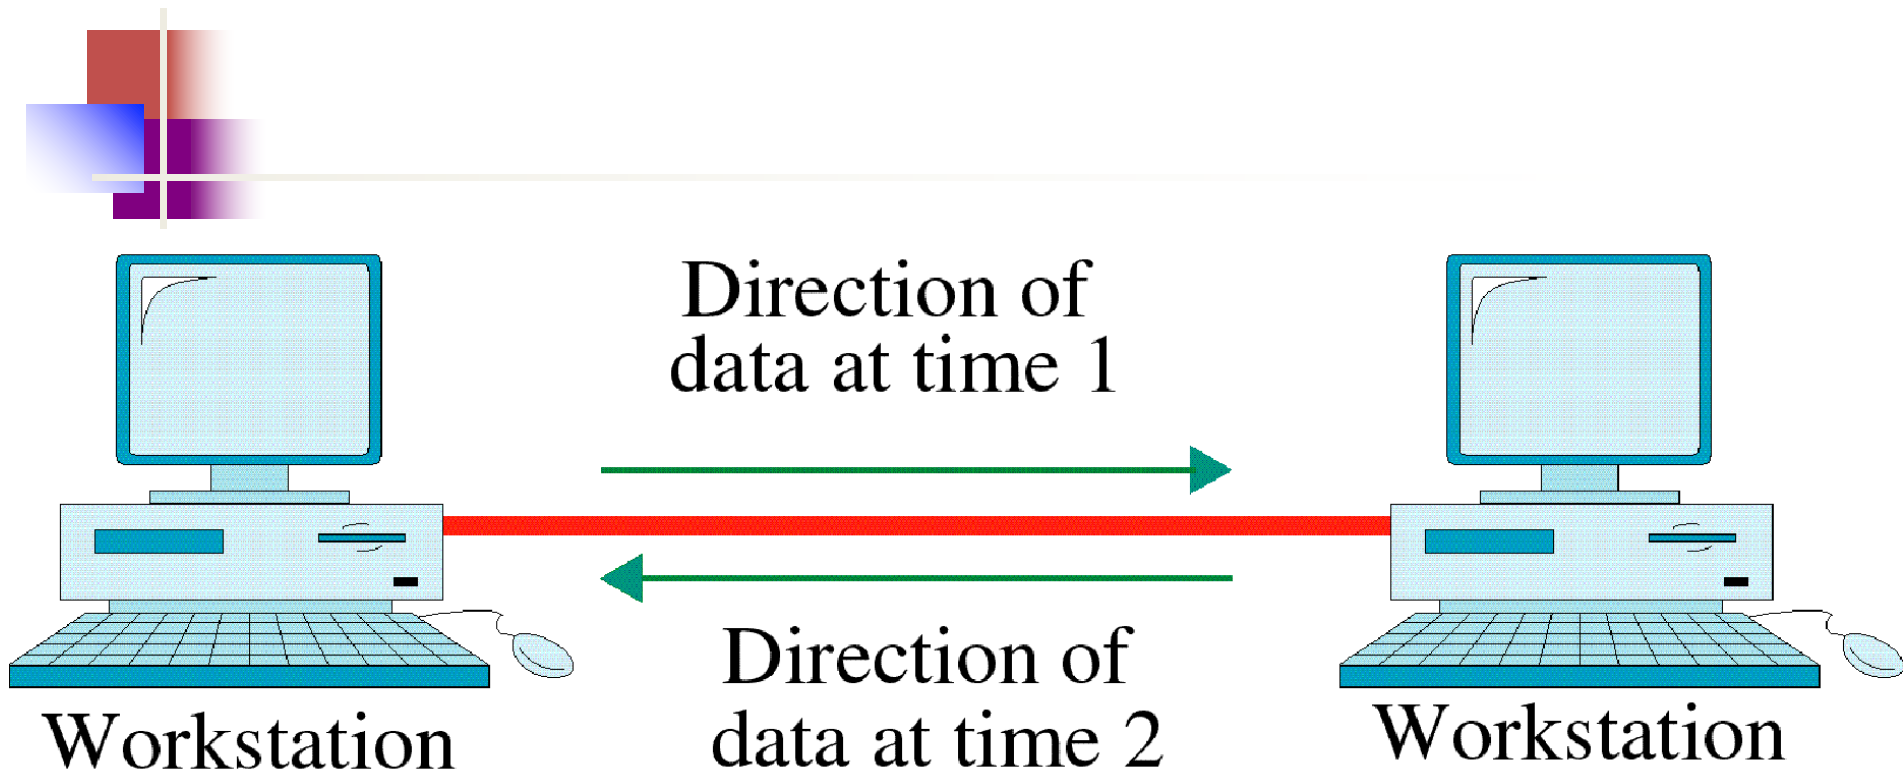 Direction of
data at time 1
Direction of
data at time 2
Workstation
Workstation